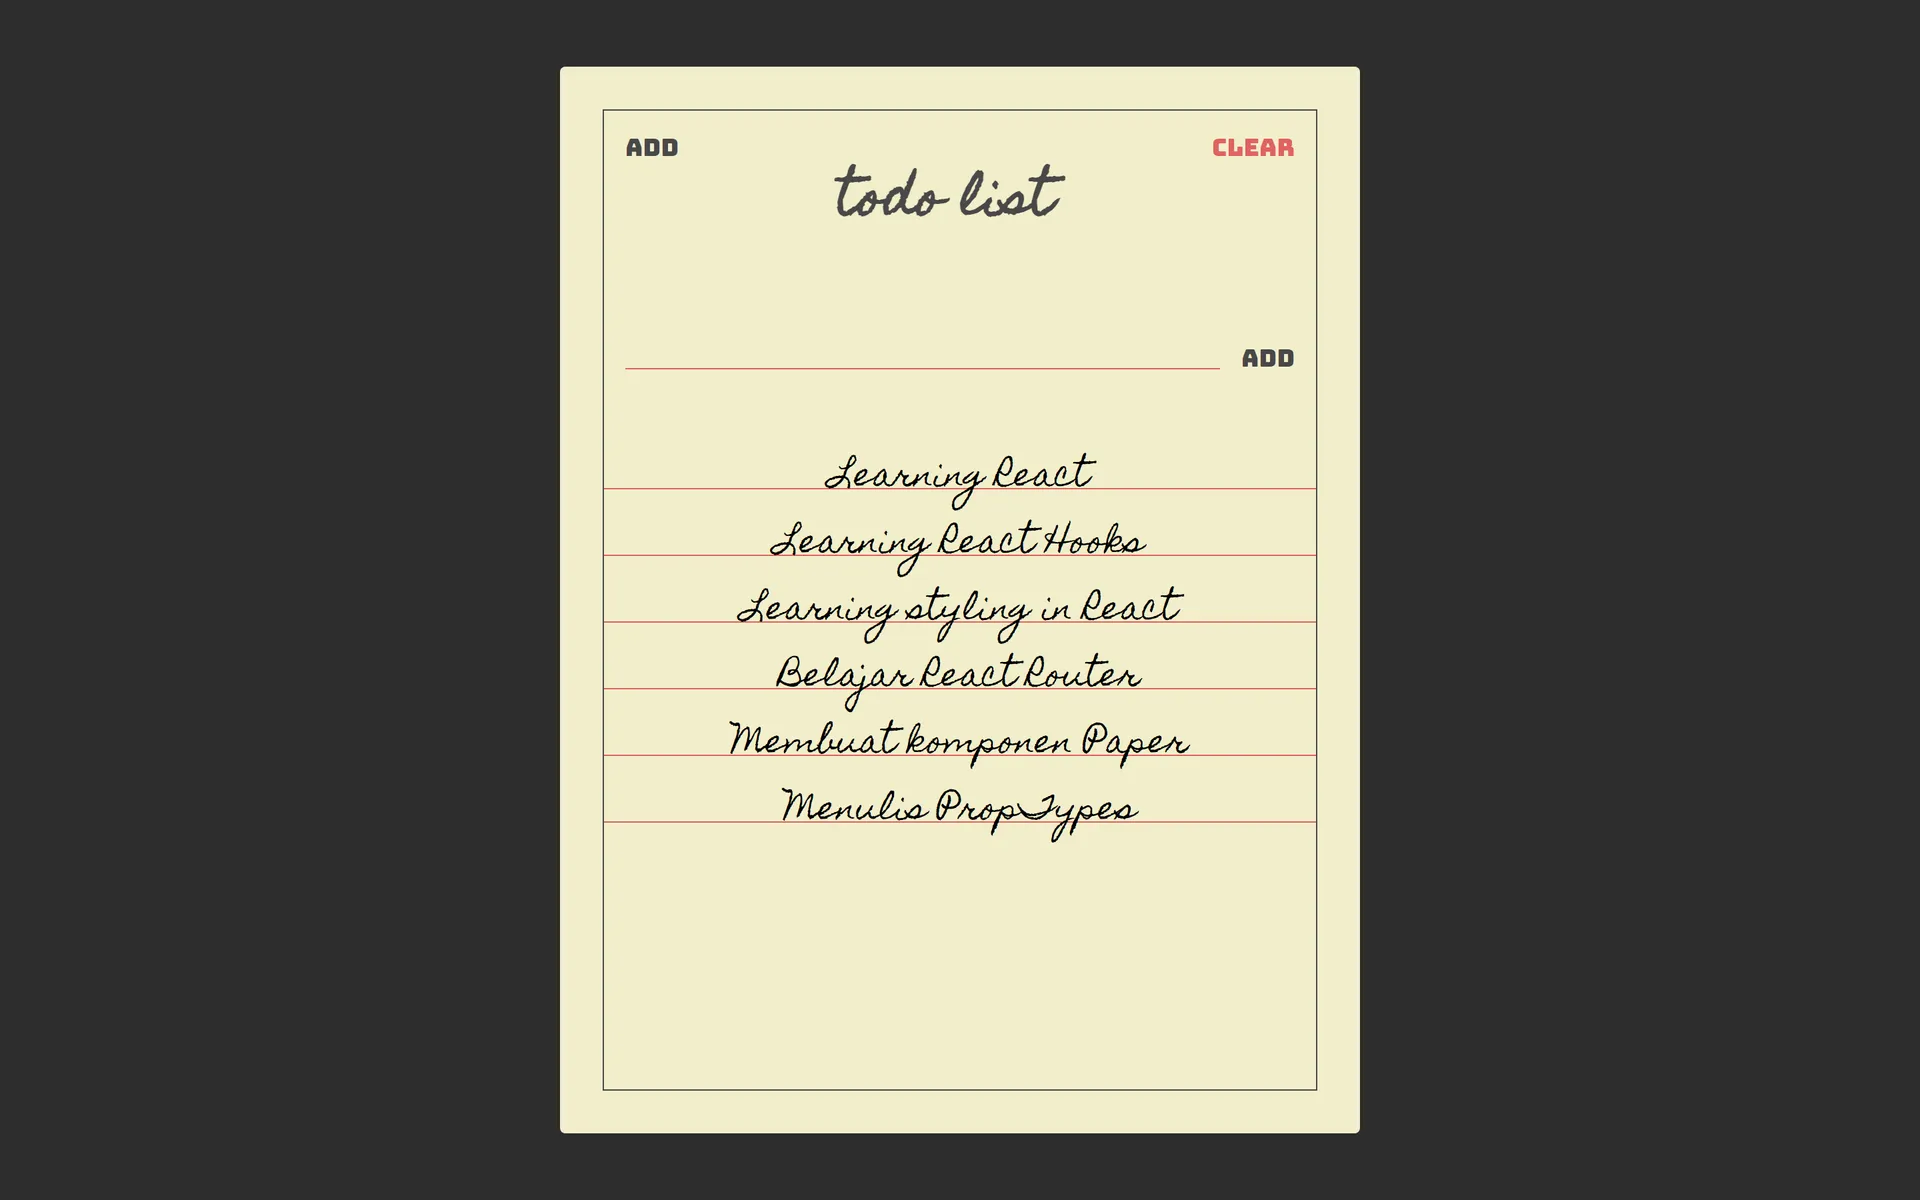 ADD CLEAR
todo list
ADD
Learning React
Learning React Hooks
Learning styling in React
Belajar React Router
Membuat komponen Paper
Menulis PropTypes